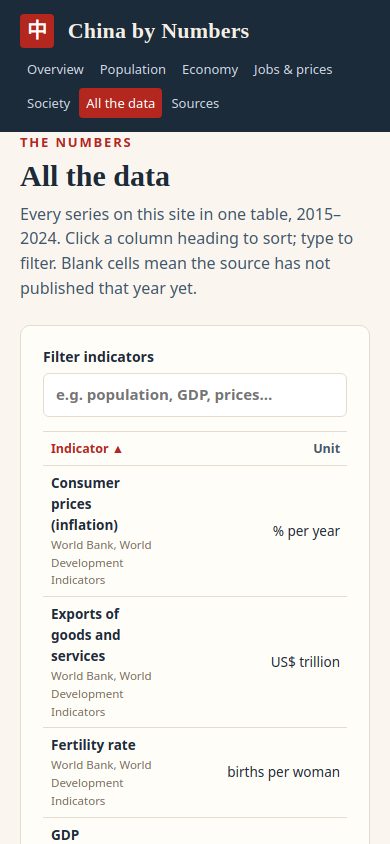 中 China by Numbers
Overview Population Economy Jobs & prices
Society All the data Sources
THE NUMBERS
All the data
Every series on this site in one table, 2015–
2024. Click a column heading to sort; type to
filter. Blank cells mean the source has not
published that year yet.
Filter indicators
e.g. population, GDP, prices...
Indicator ▲ Unit
Consumer
prices
(inflation)
World Bank, World
Development
Indicators
% per year
Exports of
goods and
services
World Bank, World
Development
Indicators
US$ trillion
Fertility rate
World Bank, World
Development
Indicators
births per woman
GDP